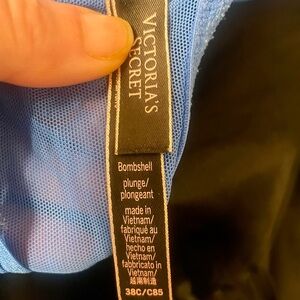 VICTORIA'S
SECRET
Bombshell
plunge/
plongeant
made in
Vietnam/
fabriqué au
Vietnam/
hecho en
Vietnam/
fabbricato in
Vietnam/
越南制造
38C/C85